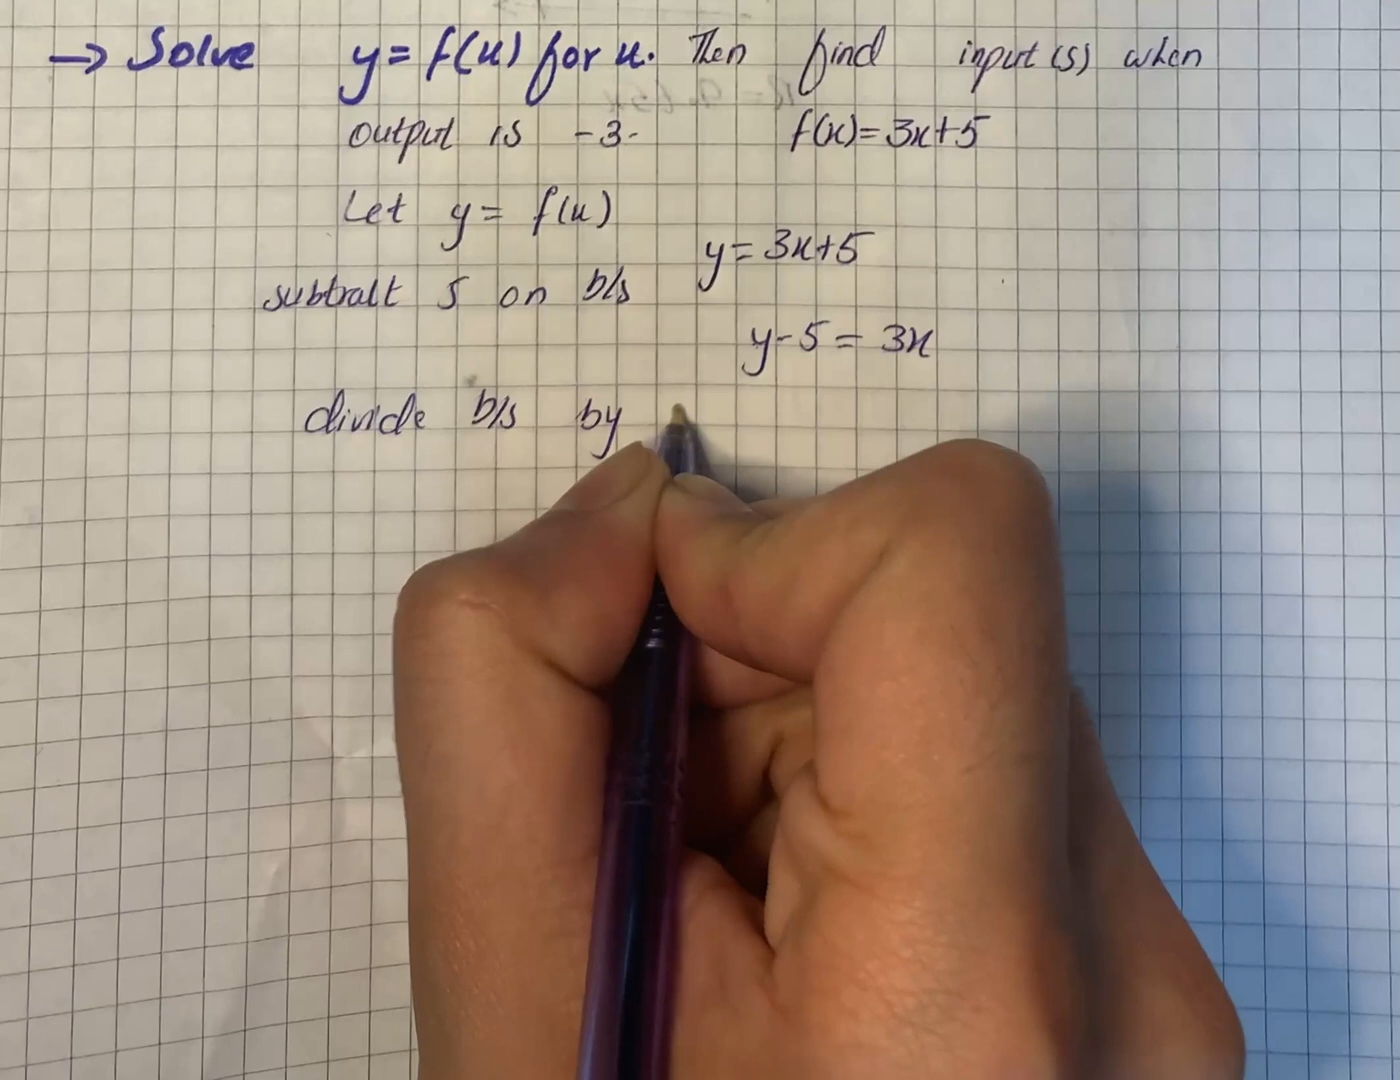 → Solve y = f(x) for x. Then find input(s) when
output is -3. f(x)= 3x+5
Let y = f(x)
y = 3x+5
subtract 5 on b/s
y-5 = 3x
divide b/s by